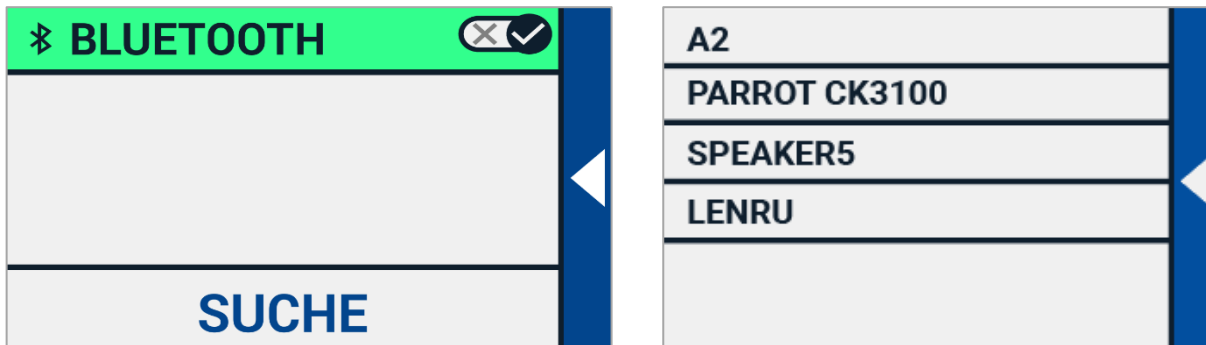 BLUETOOTH
SUCHE
A2
PARROT CK3100
SPEAKER5
LENRU